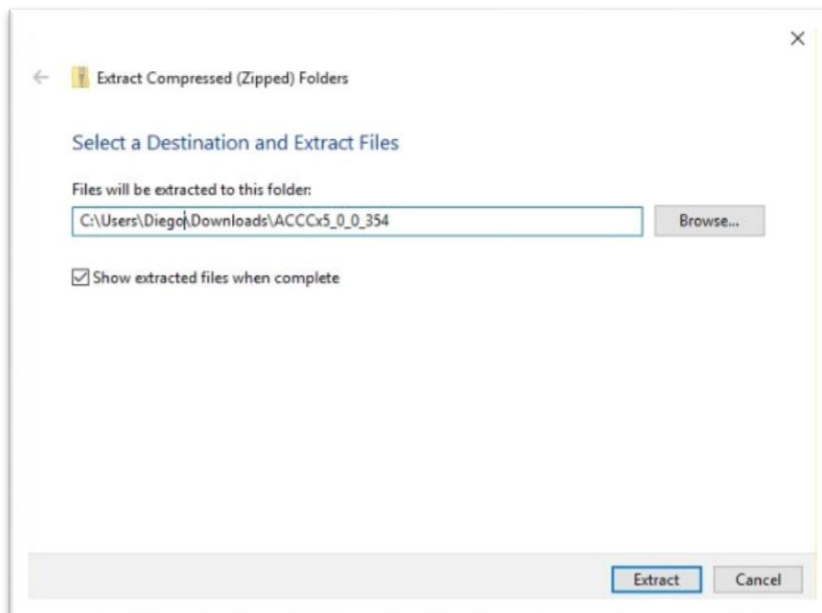 Extract Compressed (Zipped) Folders
Select a Destination and Extract Files
Files will be extracted to this folder:
C:\Users\Diego\Downloads\ACCCx5_0_0_354
Browse...
Show extracted files when complete
Extract
Cancel